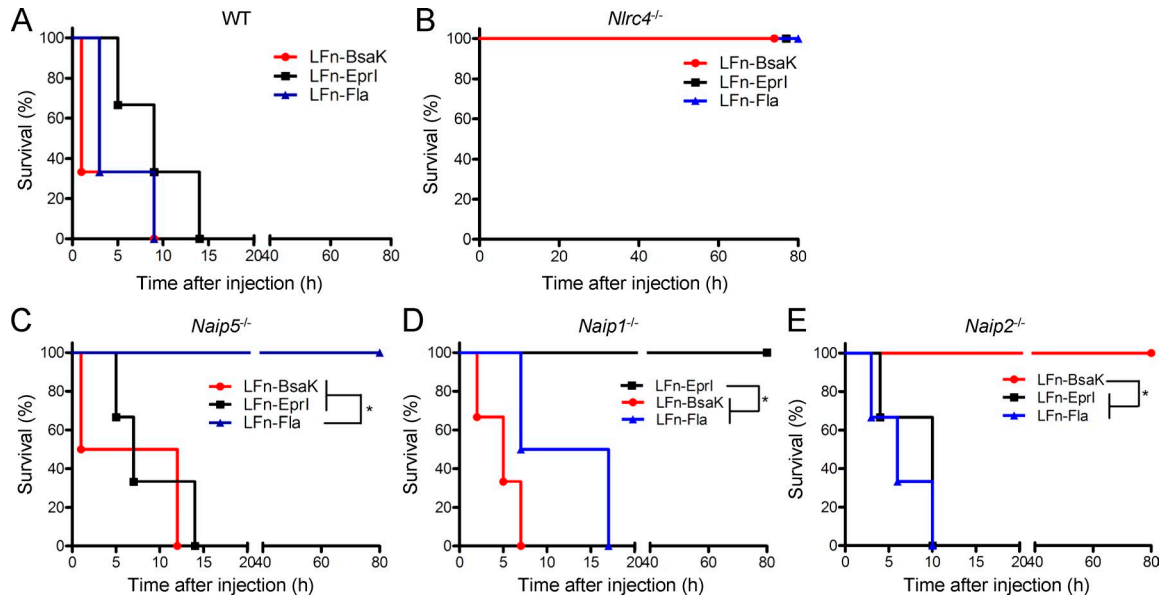 A
WT
Survival (%)
100
80
60
40
20
0
LFn-BsaK
LFn-EprI
LFn-Fla
0 5 10 15 20 40 60 80
Time after injection (h)
B
Nlrc4-/-
Survival (%)
100
80
60
40
20
0
LFn-BsaK
LFn-EprI
LFn-Fla
0 20 40 60 80
Time after injection (h)
C
Naip5-/-
Survival (%)
100
80
60
40
20
0
LFn-BsaK
LFn-EprI
LFn-Fla
*
0 5 10 15 20 40 60 80
Time after injection (h)
D
Naip1-/-
Survival (%)
100
80
60
40
20
0
LFn-EprI
LFn-BsaK
LFn-Fla
*
0 5 10 15 20 40 60 80
Time after injection (h)
E
Naip2-/-
Survival (%)
100
80
60
40
20
0
LFn-BsaK
LFn-EprI
LFn-Fla
*
0 5 10 15 20 40 60 80
Time after injection (h)